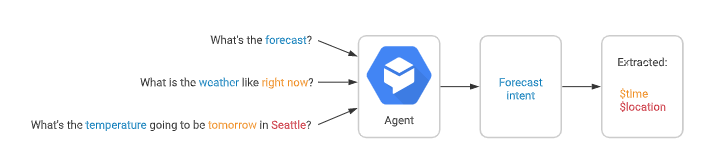 What's the forecast?
What is the weather like right now?
What's the temperature going to be tomorrow in Seattle?
Agent
Forecast
intent
Extracted:
$time
$location